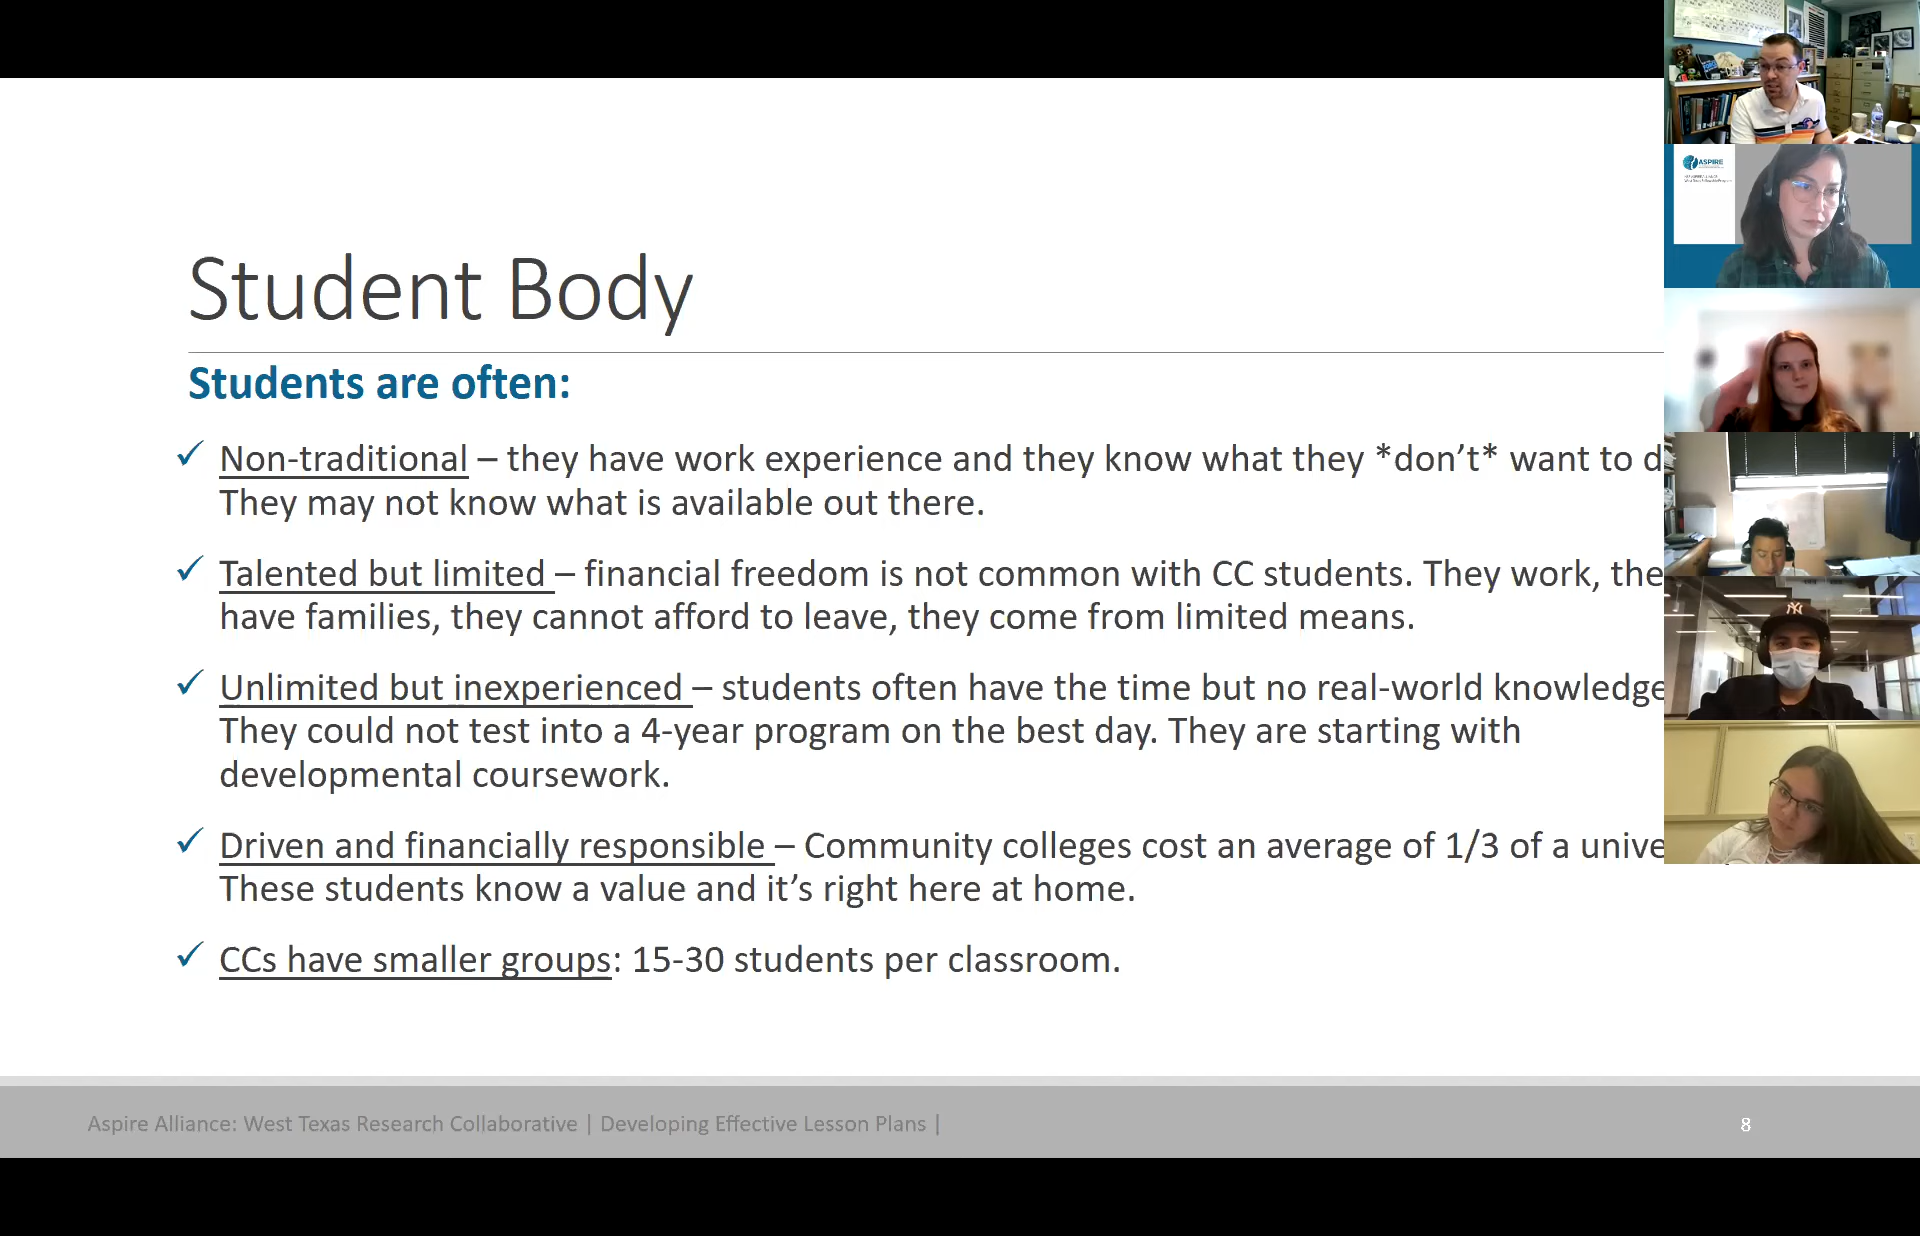 Student Body
Students are often:
Non-traditional – they have work experience and they know what they *don’t* want to d
They may not know what is available out there.
Talented but limited – financial freedom is not common with CC students. They work, the
have families, they cannot afford to leave, they come from limited means.
Unlimited but inexperienced – students often have the time but no real-world knowledge
They could not test into a 4-year program on the best day. They are starting with
developmental coursework.
Driven and financially responsible – Community colleges cost an average of 1/3 of a unive
These students know a value and it’s right here at home.
CCs have smaller groups: 15-30 students per classroom.
Aspire Alliance: West Texas Research Collaborative | Developing Effective Lesson Plans |
8
ASPIRE
NY